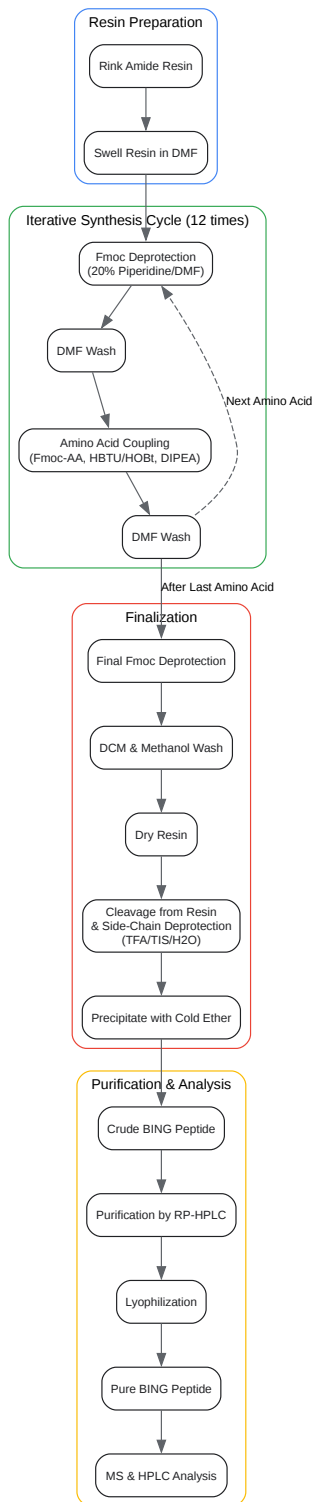 Resin Preparation
Rink Amide Resin
Swell Resin in DMF
Iterative Synthesis Cycle (12 times)
Fmoc Deprotection
(20% Piperidine/DMF)
DMF Wash
Next Amino Acid
Amino Acid Coupling
(Fmoc-AA, HBTU/HOBt, DIPEA)
DMF Wash
After Last Amino Acid
Finalization
Final Fmoc Deprotection
DCM & Methanol Wash
Dry Resin
Cleavage from Resin
& Side-Chain Deprotection
(TFA/TIS/H2O)
Precipitate with Cold Ether
Purification & Analysis
Crude BING Peptide
Purification by RP-HPLC
Lyophilization
Pure BING Peptide
MS & HPLC Analysis